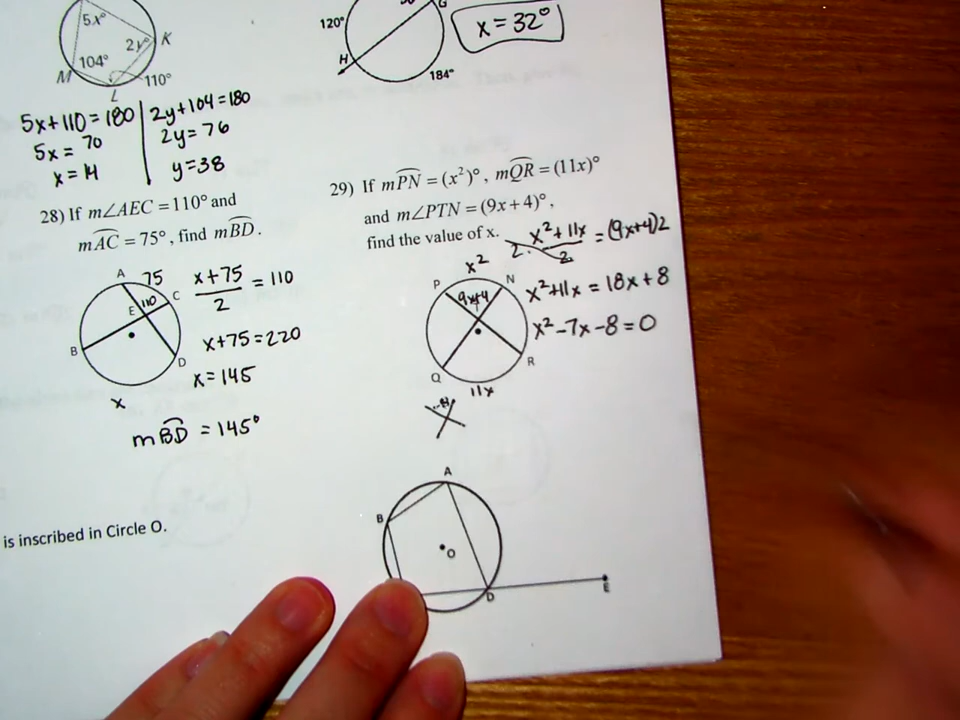 5x°
2y° K
104°
M
L
110°
120°
G
H
184°
x = 32°
5x+110=180
5x = 70
x = 14
2y+104=180
2y = 76
y=38
28) If m∠AEC = 110° and
mAC = 75°, find mBD.
A 75
C
110
E
B
D
x
x+75
2
= 110
x+75=220
x = 145
mBD = 145°
29) If mPN = (x²)°, mQR = (11x)°
and m∠PTN = (9x+4)°,
find the value of x.
x²
P N
9x+4
Q
R
11x
2· x²+11x = (9x+4)2
2
x²+11x = 18x+8
x²-7x-8=0
is inscribed in Circle O.
A
B
O
D
E